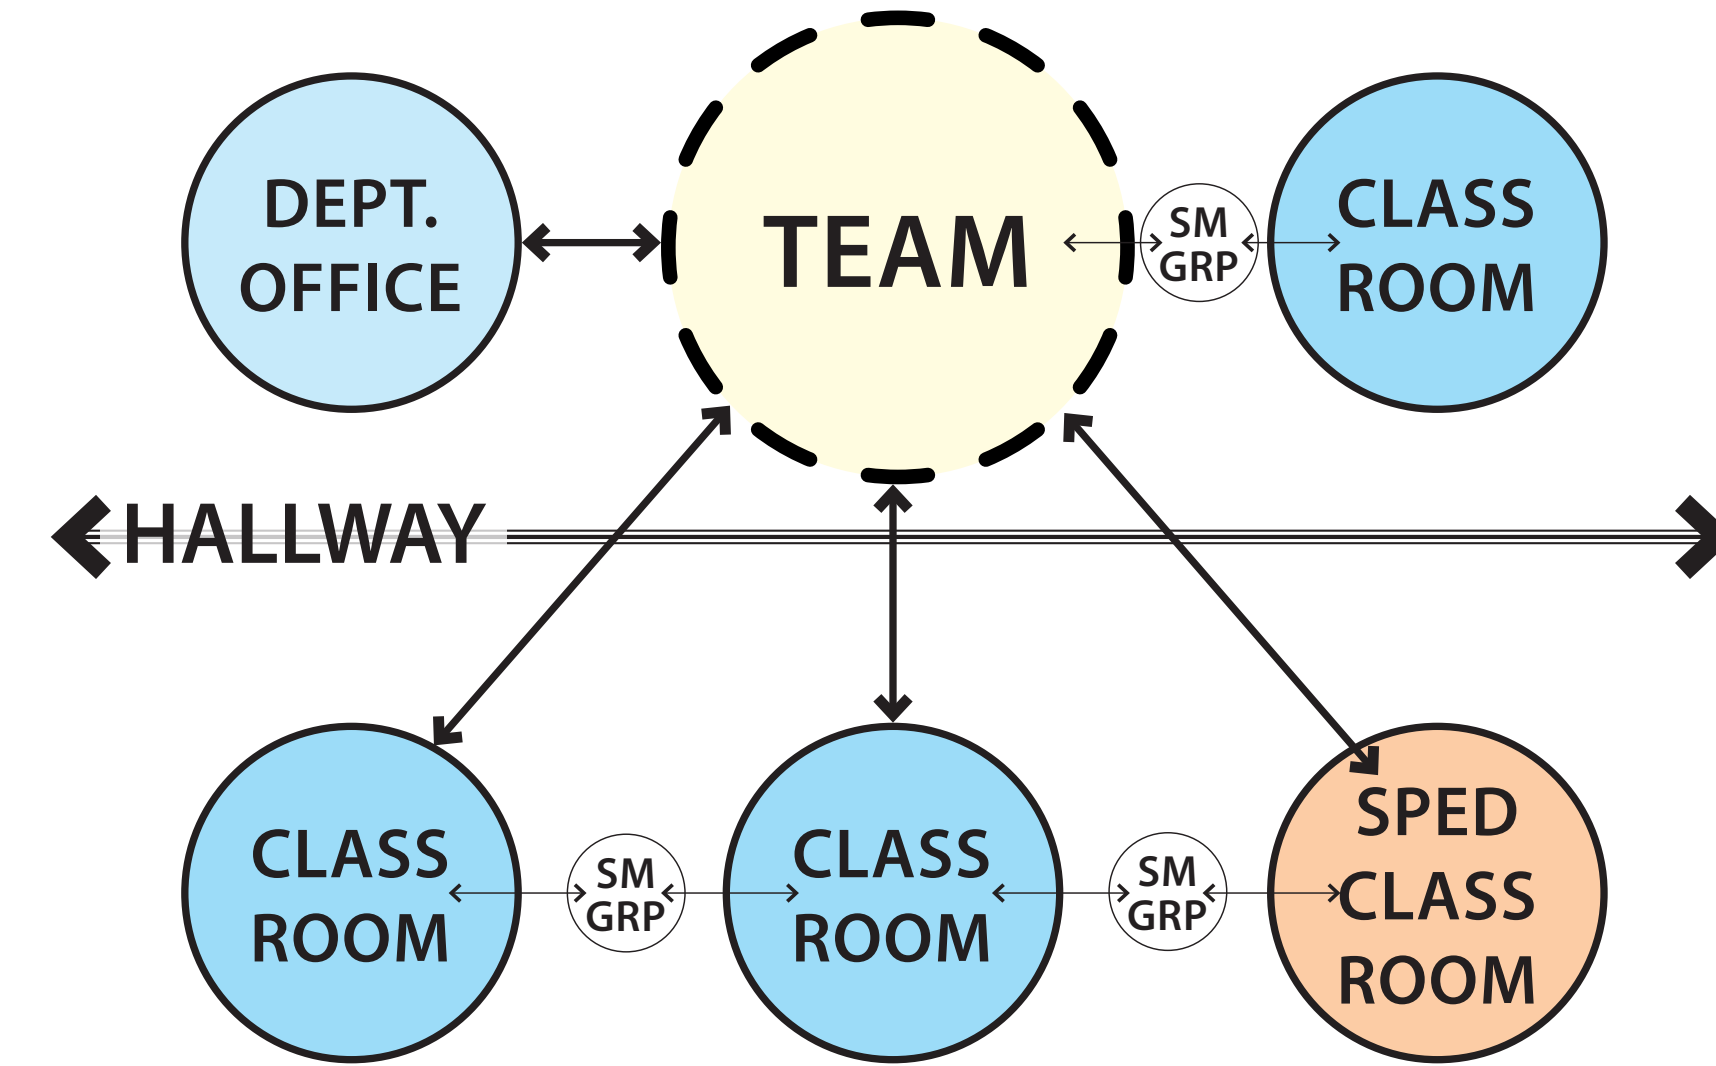 DEPT.
OFFICE
TEAM
SM
GRP
CLASS
ROOM
HALLWAY
CLASS
ROOM
SM
GRP
CLASS
ROOM
SM
GRP
SPED
CLASS
ROOM